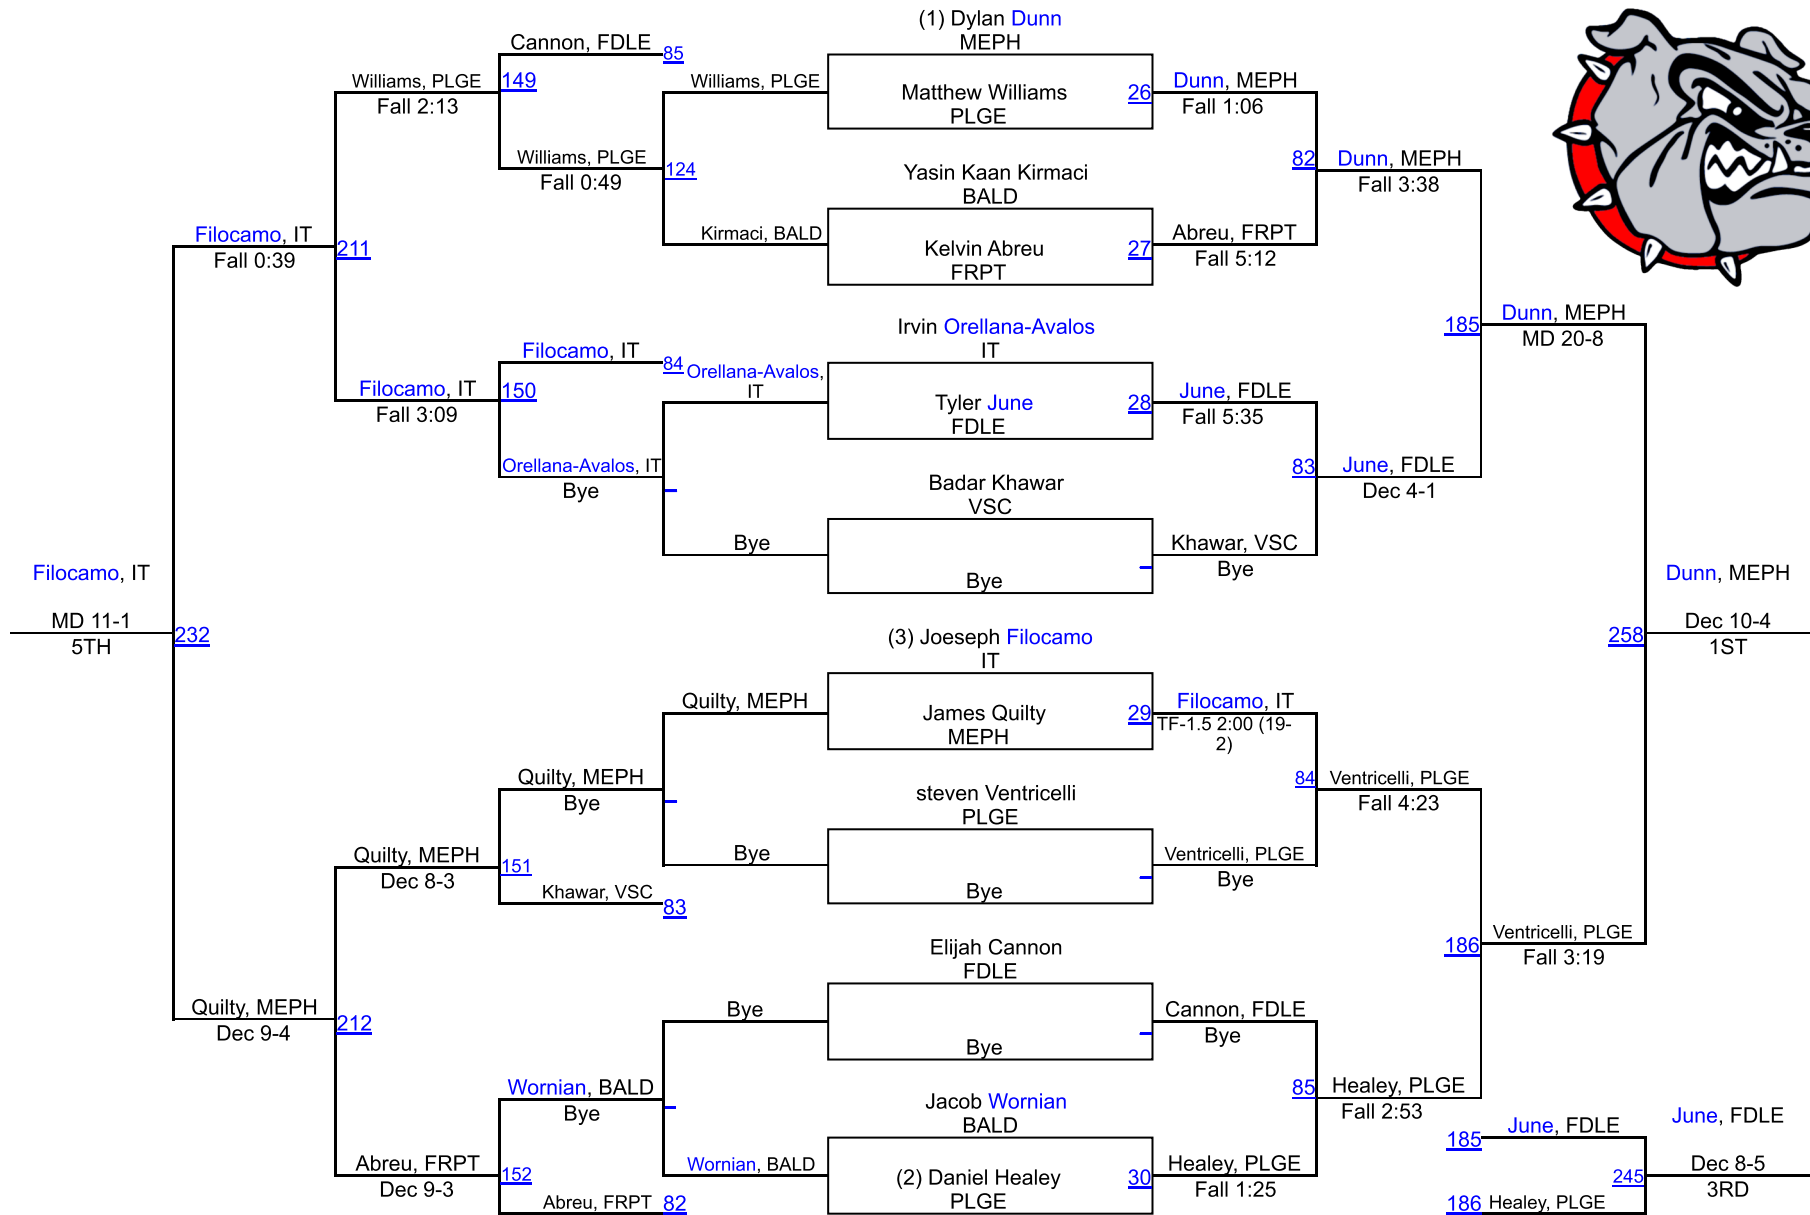 (1) Dylan Dunn
MEPH
Cannon, FDLE
85
Williams, PLGE
149
Fall 2:13
Williams, PLGE
Matthew Williams
PLGE
26
Dunn, MEPH
Fall 1:06
Williams, PLGE
Fall 0:49
124
Yasin Kaan Kirmaci
BALD
82
Dunn, MEPH
Fall 3:38
Filocamo, IT
Fall 0:39
211
Kirmaci, BALD
Kelvin Abreu
FRPT
27
Abreu, FRPT
Fall 5:12
Irvin Orellana-Avalos
IT
185
Dunn, MEPH
MD 20-8
Filocamo, IT
84
Orellana-Avalos,
IT
Filocamo, IT
Fall 3:09
150
Tyler June
FDLE
28
June, FDLE
Fall 5:35
Orellana-Avalos, IT
Bye
Badar Khawar
VSC
83
June, FDLE
Dec 4-1
Bye
Bye
Khawar, VSC
Bye
Filocamo, IT
MD 11-1
5TH
232
Dunn, MEPH
Dec 10-4
1ST
258
(3) Joeseph Filocamo
IT
Quilty, MEPH
James Quilty
MEPH
29
Filocamo, IT
TF-1.5 2:00 (19-
2)
Quilty, MEPH
Bye
steven Ventricelli
PLGE
84
Ventricelli, PLGE
Fall 4:23
Quilty, MEPH
Dec 8-3
151
Bye
Bye
Ventricelli, PLGE
Bye
Khawar, VSC
83
Elijah Cannon
FDLE
186
Ventricelli, PLGE
Fall 3:19
Quilty, MEPH
Dec 9-4
212
Bye
Bye
Cannon, FDLE
Bye
Wornian, BALD
Bye
Jacob Wornian
BALD
85
Healey, PLGE
Fall 2:53
185
June, FDLE
June, FDLE
Abreu, FRPT
Dec 9-3
152
Wornian, BALD
(2) Daniel Healey
PLGE
30
Healey, PLGE
Fall 1:25
245
Dec 8-5
3RD
Abreu, FRPT
82
186
Healey, PLGE